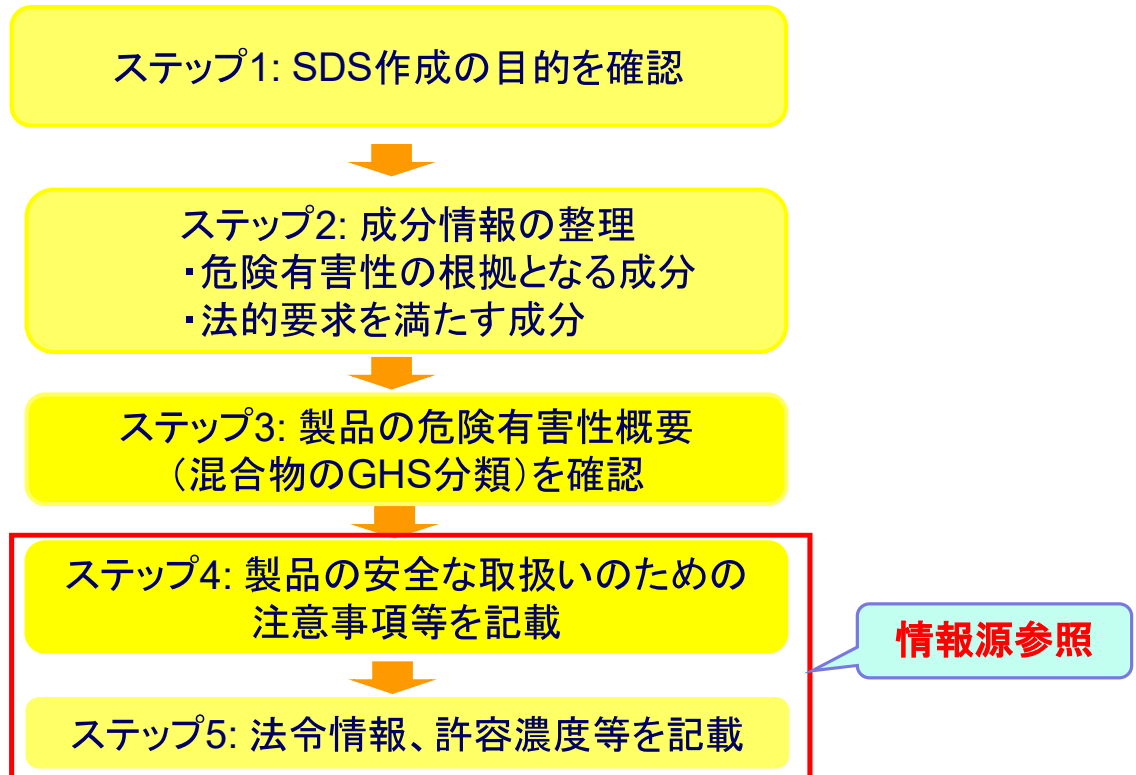 ステップ1: SDS作成の目的を確認
ステップ2: 成分情報の整理
・危険有害性の根拠となる成分
・法的要求を満たす成分
ステップ3: 製品の危険有害性概要
（混合物のGHS分類）を確認
ステップ4: 製品の安全な取扱いのための
注意事項等を記載
情報源参照
ステップ5: 法令情報、許容濃度等を記載